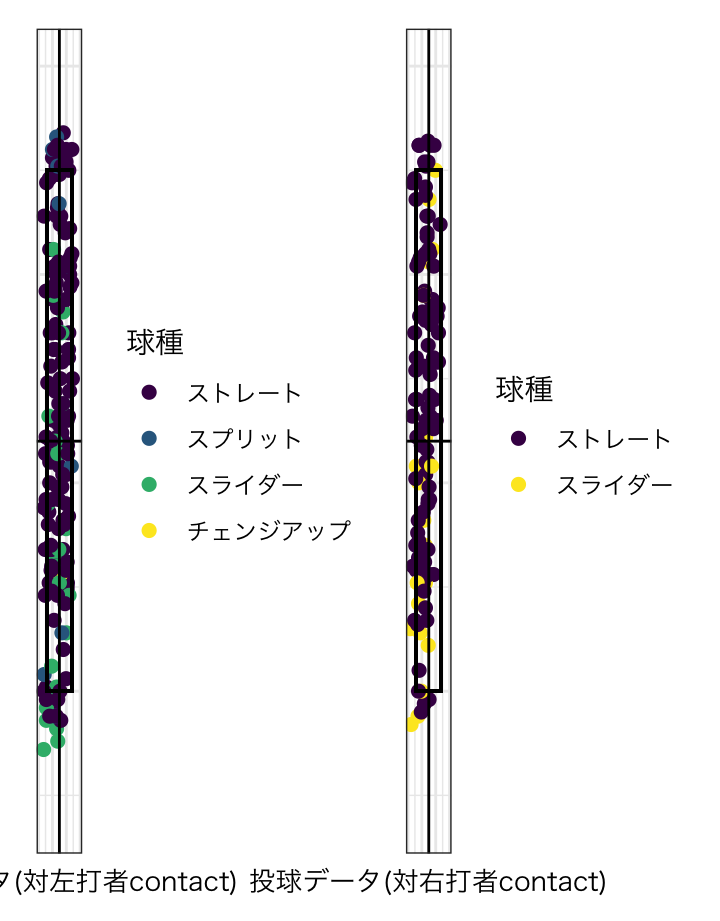 球種
ストレート
スプリット
スライダー
チェンジアップ
球種
ストレート
スライダー
タ(対左打者contact)
投球データ(対右打者contact)